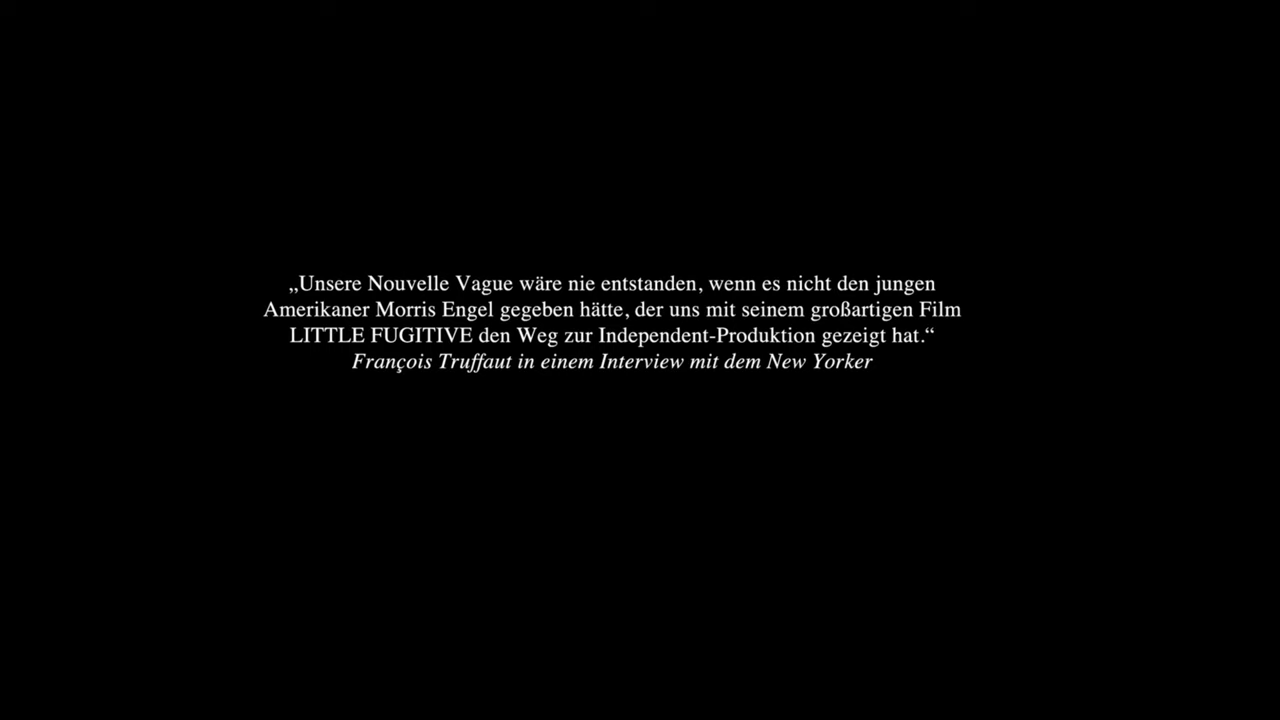 „Unsere Nouvelle Vague wäre nie entstanden, wenn es nicht den jungen
Amerikaner Morris Engel gegeben hätte, der uns mit seinem großartigen Film
LITTLE FUGITIVE den Weg zur Independent-Produktion gezeigt hat.“
François Truffaut in einem Interview mit dem New Yorker